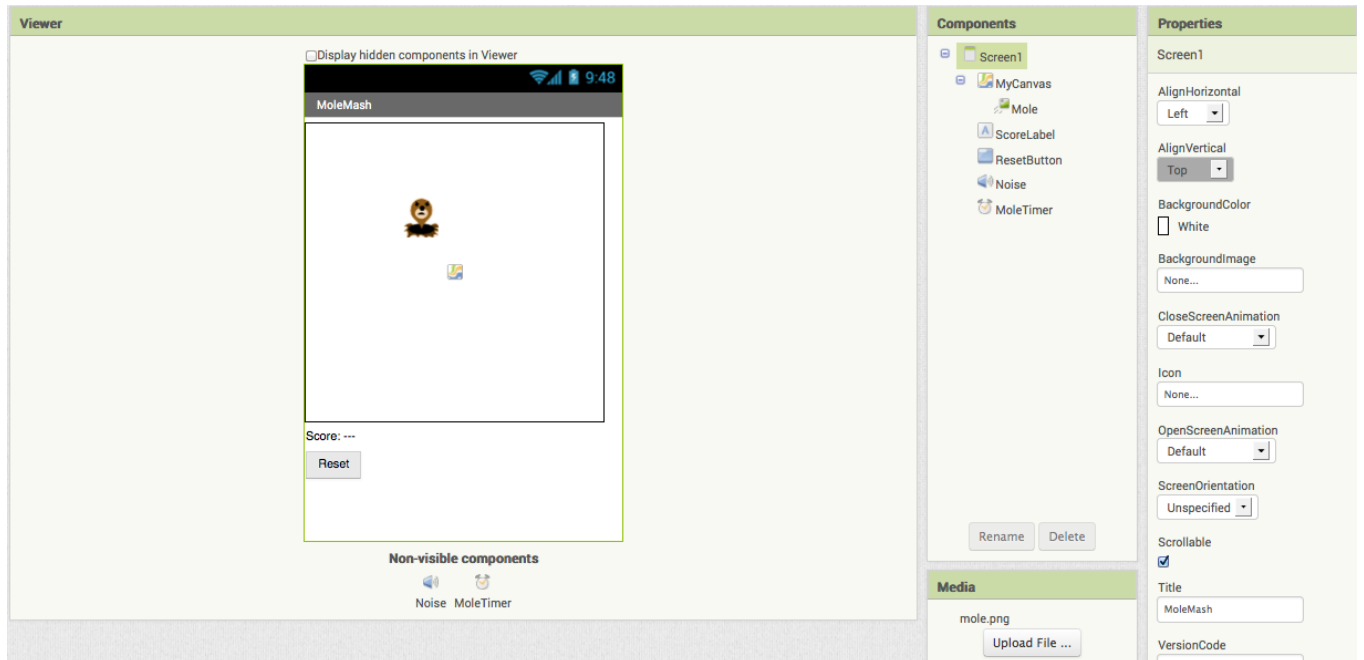 Viewer
Display hidden components in Viewer
9:48
MoleMash
Score: ---
Reset
Non-visible components
Noise MoleTimer
Components
Screen1
MyCanvas
Mole
ScoreLabel
ResetButton
Noise
MoleTimer
Rename Delete
Media
mole.png
Upload File ...
Properties
Screen1
AlignHorizontal
Left
AlignVertical
Top
BackgroundColor
White
BackgroundImage
None...
CloseScreenAnimation
Default
Icon
None...
OpenScreenAnimation
Default
ScreenOrientation
Unspecified
Scrollable
Title
MoleMash
VersionCode